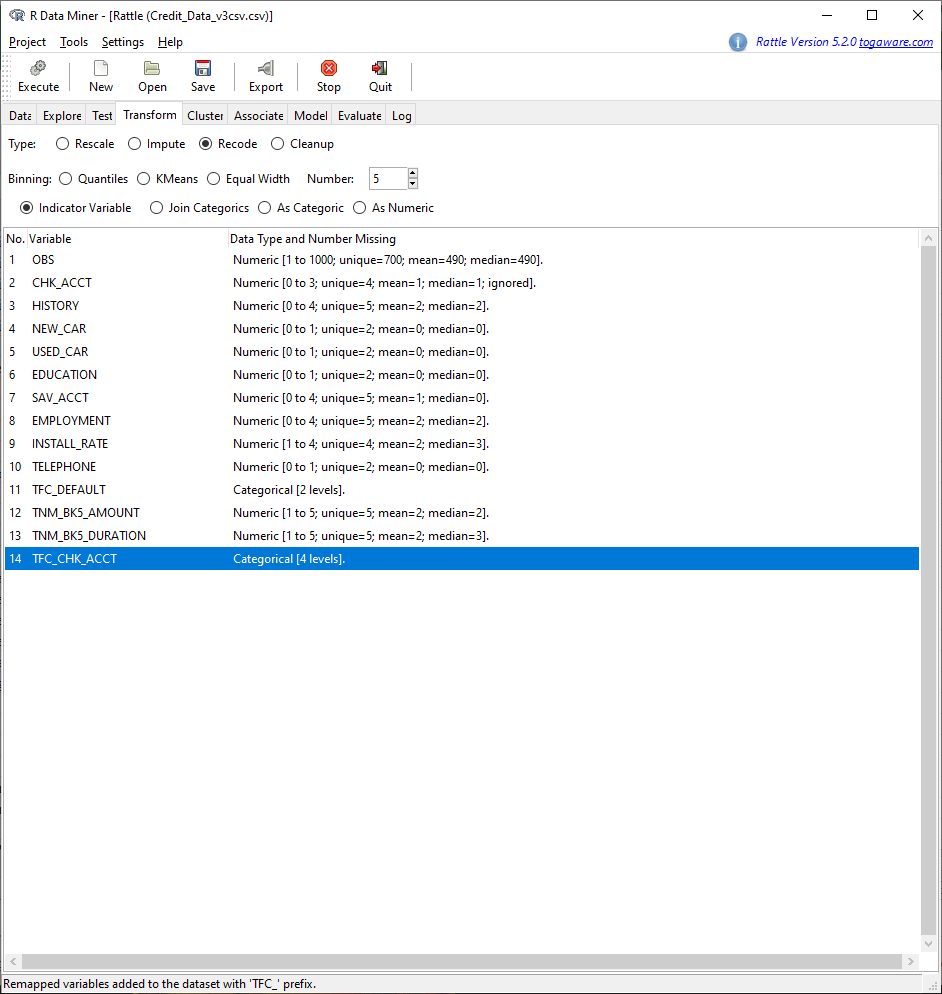 R Data Miner - [Rattle (Credit_Data_v3csv.csv)]
Project Tools Settings Help
Rattle Version 5.2.0 togaware.com
Execute New Open Save Export Stop Quit
Data Explore Test Transform Cluster Associate Model Evaluate Log
Type: Rescale Impute Recode Cleanup
Binning: Quantiles KMeans Equal Width Number: 5
Indicator Variable Join Categorics As Categoric As Numeric
No. Variable Data Type and Number Missing
1 OBS Numeric [1 to 1000; unique=700; mean=490; median=490].
2 CHK_ACCT Numeric [0 to 3; unique=4; mean=1; median=1; ignored].
3 HISTORY Numeric [0 to 4; unique=5; mean=2; median=2].
4 NEW_CAR Numeric [0 to 1; unique=2; mean=0; median=0].
5 USED_CAR Numeric [0 to 1; unique=2; mean=0; median=0].
6 EDUCATION Numeric [0 to 1; unique=2; mean=0; median=0].
7 SAV_ACCT Numeric [0 to 4; unique=5; mean=1; median=0].
8 EMPLOYMENT Numeric [0 to 4; unique=5; mean=2; median=2].
9 INSTALL_RATE Numeric [1 to 4; unique=4; mean=2; median=3].
10 TELEPHONE Numeric [0 to 1; unique=2; mean=0; median=0].
11 TFC_DEFAULT Categorical [2 levels].
12 TNM_BK5_AMOUNT Numeric [1 to 5; unique=5; mean=2; median=2].
13 TNM_BK5_DURATION Numeric [1 to 5; unique=5; mean=2; median=3].
14 TFC_CHK_ACCT Categorical [4 levels].
Remapped variables added to the dataset with 'TFC_' prefix.